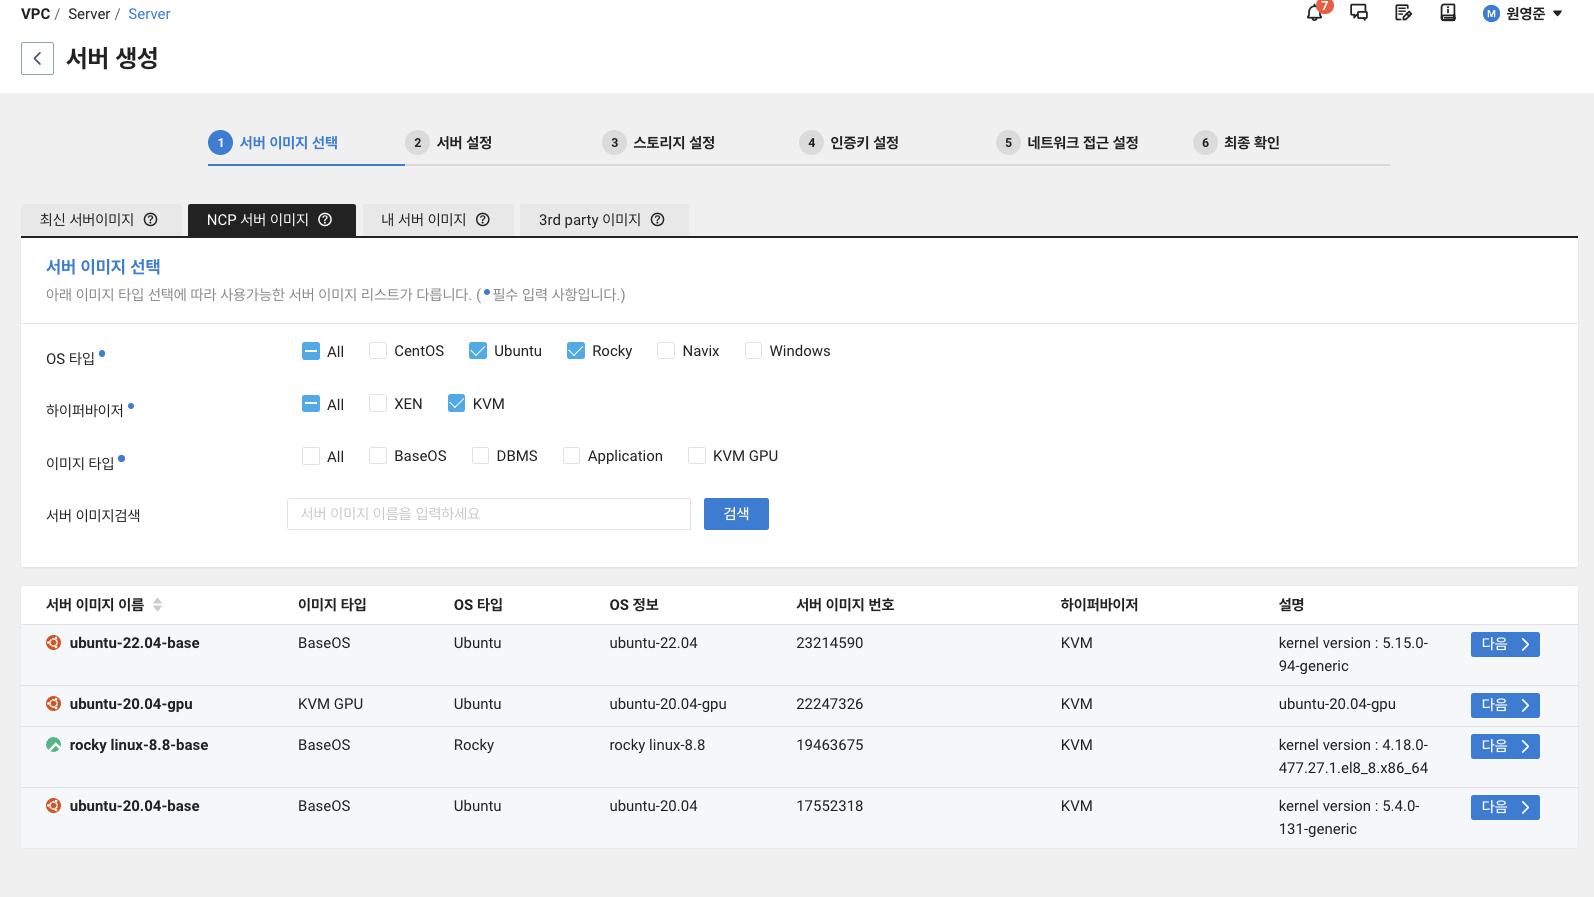 VPC / Server / Server
7
M 원영준
서버 생성
1 서버 이미지 선택
2 서버 설정
3 스토리지 설정
4 인증키 설정
5 네트워크 접근 설정
6 최종 확인
최신 서버이미지
NCP 서버 이미지
내 서버 이미지
3rd party 이미지
서버 이미지 선택
아래 이미지 타입 선택에 따라 사용가능한 서버 이미지 리스트가 다릅니다. ( • 필수 입력 사항입니다.)
OS 타입 • All CentOS Ubuntu Rocky Navix Windows
하이퍼바이저 • All XEN KVM
이미지 타입 • All BaseOS DBMS Application KVM GPU
서버 이미지검색 서버 이미지 이름을 입력하세요 검색
서버 이미지 이름 이미지 타입 OS 타입 OS 정보 서버 이미지 번호 하이퍼바이저 설명
ubuntu-22.04-base BaseOS Ubuntu ubuntu-22.04 23214590 KVM kernel version : 5.15.0- 다음
94-generic
ubuntu-20.04-gpu KVM GPU Ubuntu ubuntu-20.04-gpu 22247326 KVM ubuntu-20.04-gpu 다음
rocky linux-8.8-base BaseOS Rocky rocky linux-8.8 19463675 KVM kernel version : 4.18.0- 다음
477.27.1.el8_8.x86_64
ubuntu-20.04-base BaseOS Ubuntu ubuntu-20.04 17552318 KVM kernel version : 5.4.0- 다음
131-generic